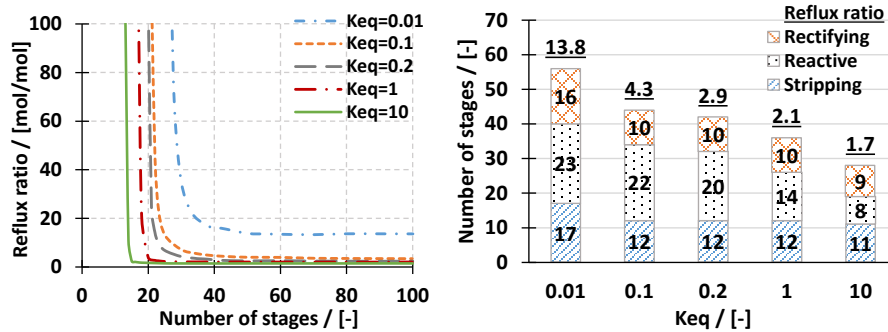 100
80
60
40
20
0
Reflux ratio / [mol/mol]
Keq=0.01
Keq=0.1
Keq=0.2
Keq=1
Keq=10
0 20 40 60 80 100
Number of stages / [-]
70
60
50
40
30
20
10
0
Number of stages / [-]
Reflux ratio
Rectifying
Reactive
Stripping
13.8
4.3
2.9
2.1
1.7
16
10
10
10
9
23
22
20
14
8
17
12
12
12
11
0.01 0.1 0.2 1 10
Keq / [-]